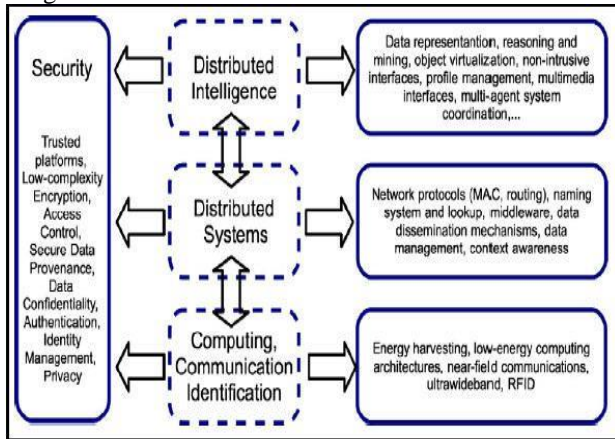 Security
Trusted
platforms,
Low-complexity
Encryption,
Access
Control,
Secure Data
Provenance,
Data
Confidentiality,
Authentication,
Identity
Management,
Privacy
Distributed
Intelligence
Data representantion, reasoning and
mining, object virtualization, non-intrusive
interfaces, profile management, multimedia
interfaces, multi-agent system
coordination,...
Distributed
Systems
Network protocols (MAC, routing), naming
system and lookup, middleware, data
dissemination mechanisms, data
management, context awareness
Computing,
Communication
Identification
Energy harvesting, low-energy computing
architectures, near-field communications,
ultrawideband, RFID